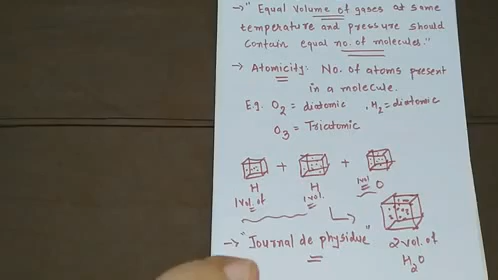 → "Equal Volume of gases at same
temperature and pressure should
contain equal no. of molecules."
→ Atomicity: No. of atoms present
in a molecule.
E.g. O2 = diatomic , H2 = diatomic
O3 = Triatomic
+ +
H H O
1 vol. of 1 vol. 1 vol.
→ "Journal de physidue" 2 vol. of
H2O